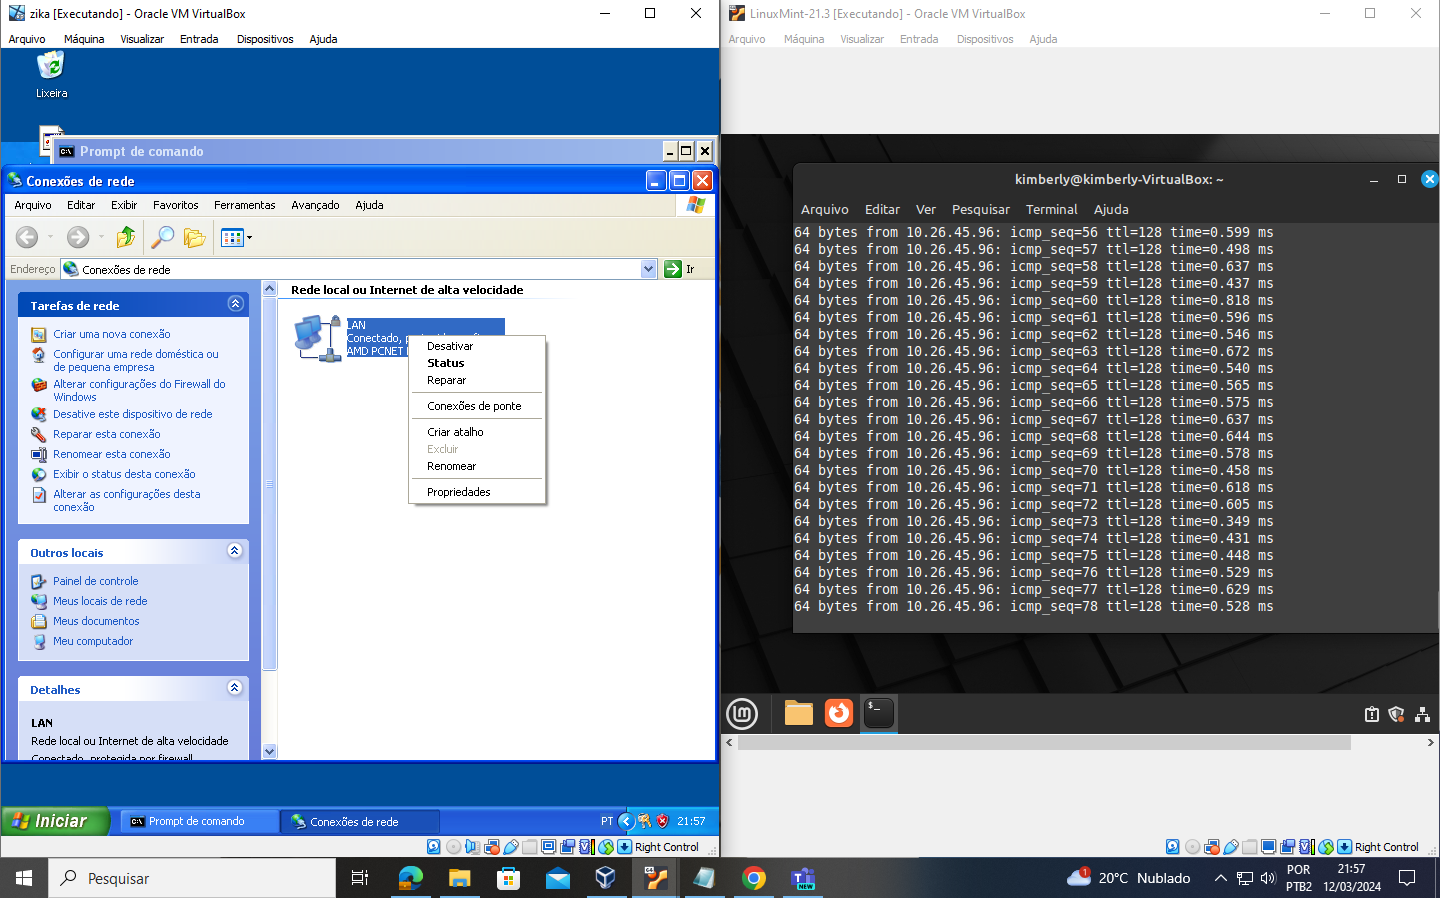 zika [Executando] - Oracle VM VirtualBox
Arquivo Máquina Visualizar Entrada Dispositivos Ajuda
Lixeira
Prompt de comando
Conexões de rede
Arquivo Editar Exibir Favoritos Ferramentas Avançado Ajuda
Endereço Conexões de rede Ir
Tarefas de rede
Criar uma nova conexão
Configurar uma rede doméstica ou
de pequena empresa
Alterar configurações do Firewall do
Windows
Desative este dispositivo de rede
Reparar esta conexão
Renomear esta conexão
Exibir o status desta conexão
Alterar as configurações desta
conexão
Outros locais
Painel de controle
Meus locais de rede
Meus documentos
Meu computador
Detalhes
LAN
Rede local ou Internet de alta velocidade
Conectado, protegida por firewall
Rede local ou Internet de alta velocidade
LAN
Conectado,
AMD PCNET
Desativar
Status
Reparar
Conexões de ponte
Criar atalho
Excluir
Renomear
Propriedades
Iniciar
Prompt de comando
Conexões de rede
PT
21:57
Right Control
LinuxMint-21.3 [Executando] - Oracle VM VirtualBox
Arquivo Máquina Visualizar Entrada Dispositivos Ajuda
kimberly@kimberly-VirtualBox: ~
Arquivo Editar Ver Pesquisar Terminal Ajuda
64 bytes from 10.26.45.96: icmp_seq=56 ttl=128 time=0.599 ms
64 bytes from 10.26.45.96: icmp_seq=57 ttl=128 time=0.498 ms
64 bytes from 10.26.45.96: icmp_seq=58 ttl=128 time=0.637 ms
64 bytes from 10.26.45.96: icmp_seq=59 ttl=128 time=0.437 ms
64 bytes from 10.26.45.96: icmp_seq=60 ttl=128 time=0.818 ms
64 bytes from 10.26.45.96: icmp_seq=61 ttl=128 time=0.596 ms
64 bytes from 10.26.45.96: icmp_seq=62 ttl=128 time=0.546 ms
64 bytes from 10.26.45.96: icmp_seq=63 ttl=128 time=0.672 ms
64 bytes from 10.26.45.96: icmp_seq=64 ttl=128 time=0.540 ms
64 bytes from 10.26.45.96: icmp_seq=65 ttl=128 time=0.565 ms
64 bytes from 10.26.45.96: icmp_seq=66 ttl=128 time=0.575 ms
64 bytes from 10.26.45.96: icmp_seq=67 ttl=128 time=0.637 ms
64 bytes from 10.26.45.96: icmp_seq=68 ttl=128 time=0.644 ms
64 bytes from 10.26.45.96: icmp_seq=69 ttl=128 time=0.578 ms
64 bytes from 10.26.45.96: icmp_seq=70 ttl=128 time=0.458 ms
64 bytes from 10.26.45.96: icmp_seq=71 ttl=128 time=0.618 ms
64 bytes from 10.26.45.96: icmp_seq=72 ttl=128 time=0.605 ms
64 bytes from 10.26.45.96: icmp_seq=73 ttl=128 time=0.349 ms
64 bytes from 10.26.45.96: icmp_seq=74 ttl=128 time=0.431 ms
64 bytes from 10.26.45.96: icmp_seq=75 ttl=128 time=0.448 ms
64 bytes from 10.26.45.96: icmp_seq=76 ttl=128 time=0.529 ms
64 bytes from 10.26.45.96: icmp_seq=77 ttl=128 time=0.629 ms
64 bytes from 10.26.45.96: icmp_seq=78 ttl=128 time=0.528 ms
Right Control
Pesquisar
20°C Nublado
POR
PTB2
21:57
12/03/2024